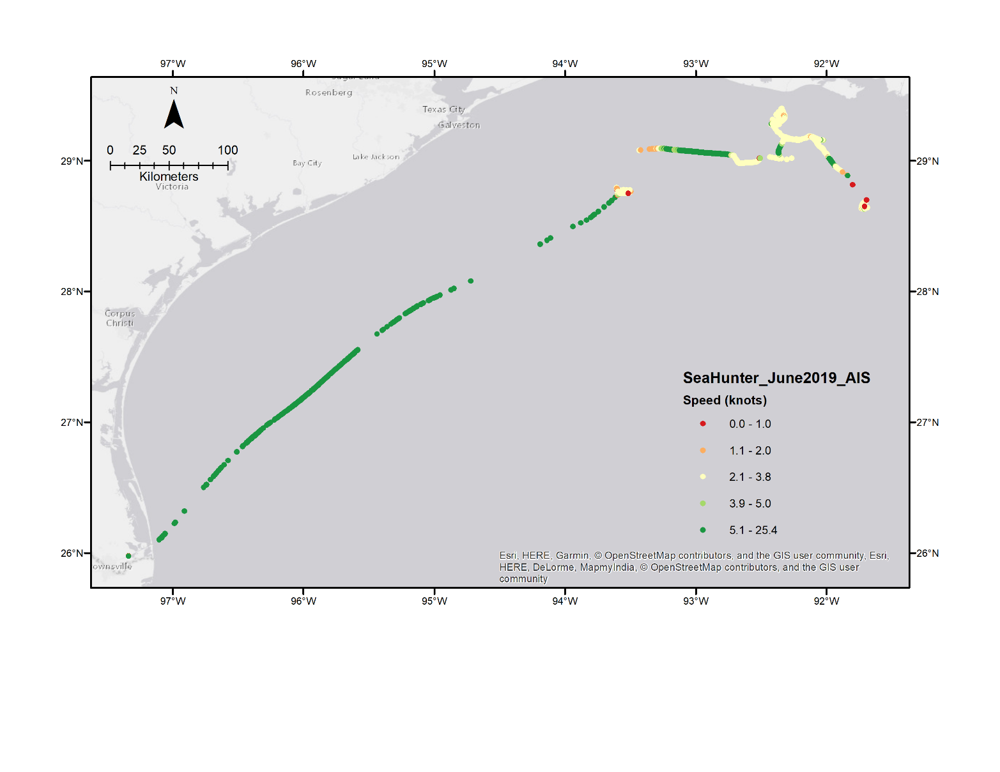 97°W 96°W 95°W 94°W 93°W 92°W
Sugar Land
Rosenberg
N
Texas City
Galveston
0 25 50 100
Kilometers
Lake Jackson
Bay City
Victoria
29°N 29°N
28°N 28°N
Corpus
Christi
SeaHunter_June2019_AIS
Speed (knots)
27°N 27°N
0.0 - 1.0
1.1 - 2.0
2.1 - 3.8
3.9 - 5.0
5.1 - 25.4
26°N 26°N
ownsville
Esri, HERE, Garmin, © OpenStreetMap contributors, and the GIS user community, Esri,
HERE, DeLorme, MapmyIndia, © OpenStreetMap contributors, and the GIS user
community
97°W 96°W 95°W 94°W 93°W 92°W